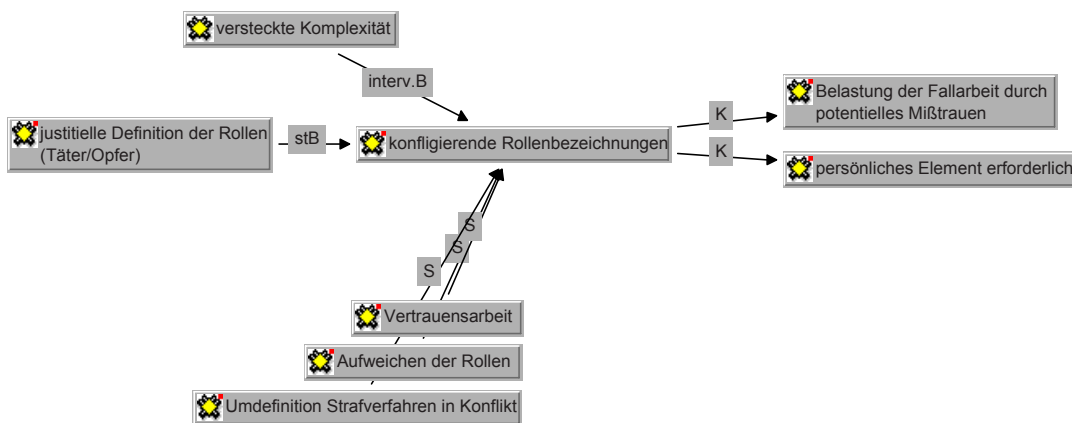 versteckte Komplexität
interv.B
Belastung der Fallarbeit durch
potentielles Mißtrauen
K
justitielle Definition der Rollen
(Täter/Opfer)
stB
konfligierende Rollenbezeichnungen
K
persönliches Element erforderlich
S
S
S
Vertrauensarbeit
Aufweichen der Rollen
Umdefinition Strafverfahren in Konflikt